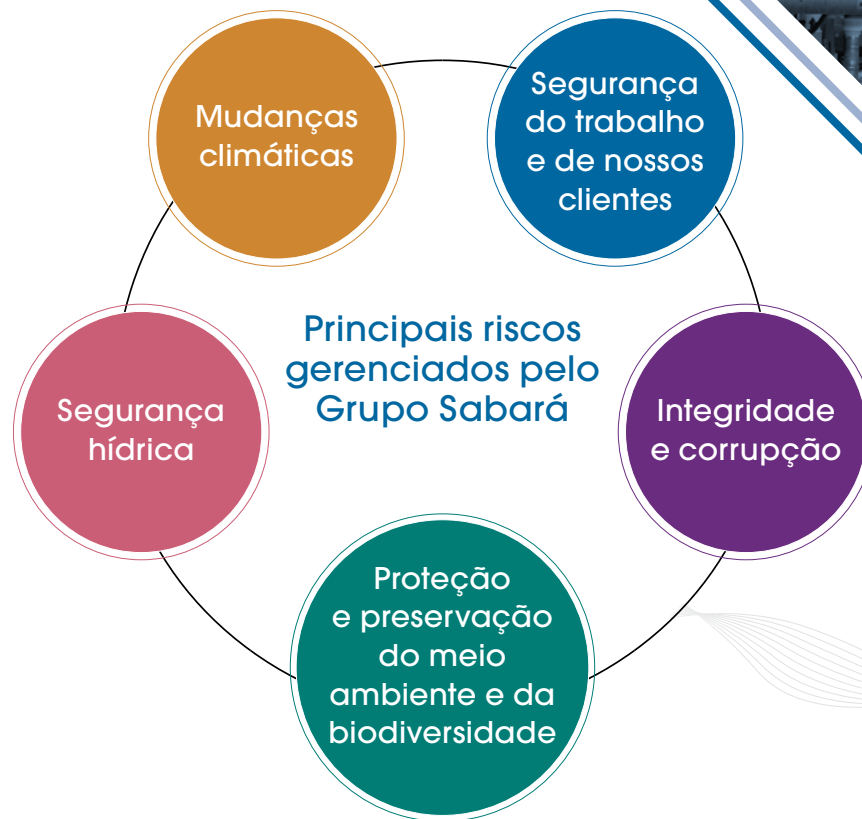 Mudanças
climáticas
Segurança
do trabalho
e de nossos
clientes
Principais riscos
gerenciados pelo
Grupo Sabará
Segurança
hídrica
Integridade
e corrupção
Proteção
e preservação
do meio
ambiente e da
biodiversidade